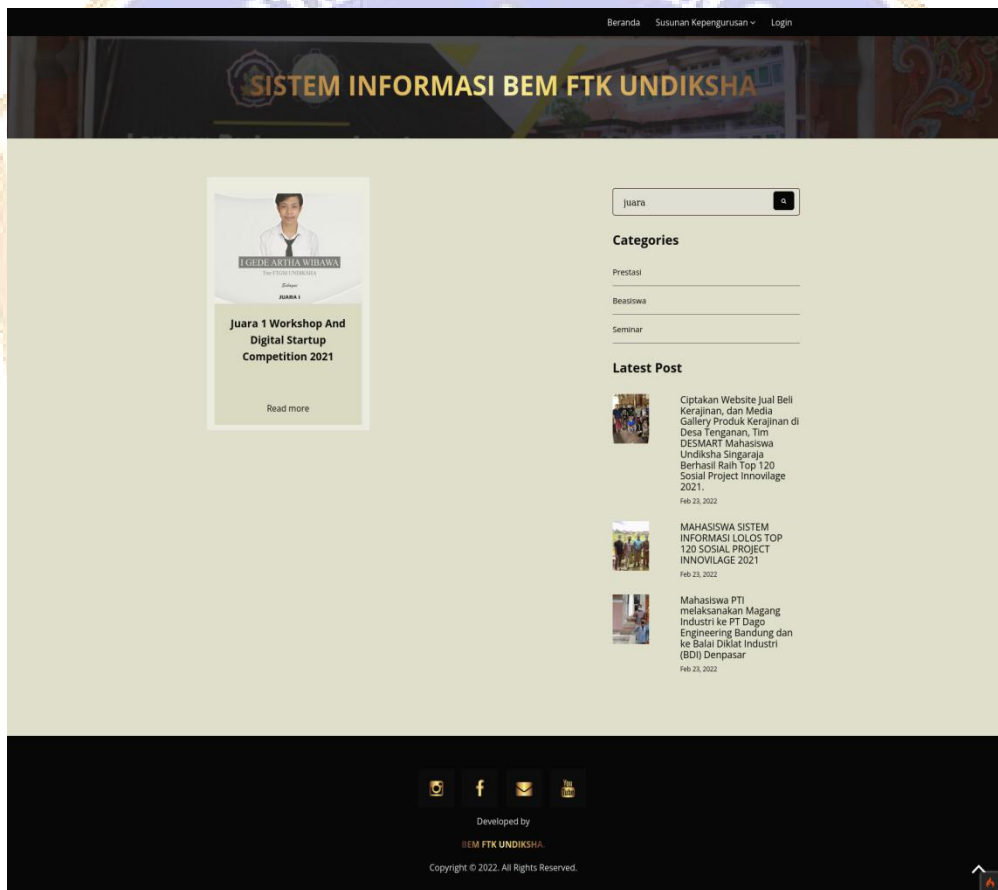 Beranda Susunan Kepengurusan Login
SISTEM INFORMASI BEM FTK UNDIKSHA
I GEDE ARTHA WIBAWA
Sebagai
JUARA 1
Juara 1 Workshop And
Digital Startup
Competition 2021
Read more
juara
Categories
Prestasi
Beasiswa
Seminar
Latest Post
Ciptakan Website Jual Beli
Kerajinan, dan Media
Gallery Produk Kerajinan di
Desa Tenganan, Tim
DESMART Mahasiswa
Undiksha Singaraja
Berhasil Raih Top 120
Sosial Project Innovilage
2021.
Feb 23, 2022
MAHASISWA SISTEM
INFORMASI LOLOS TOP
120 SOSIAL PROJECT
INNOVILAGE 2021
Feb 23, 2022
Mahasiswa PTI
melaksanakan Magang
Industri ke PT Dago
Engineering Bandung dan
ke Balai Diklat Industri
(BDI) Denpasar
Feb 23, 2022
You
Tube
Developed by
BEM FTK UNDIKSHA.
Copyright © 2022. All Rights Reserved.